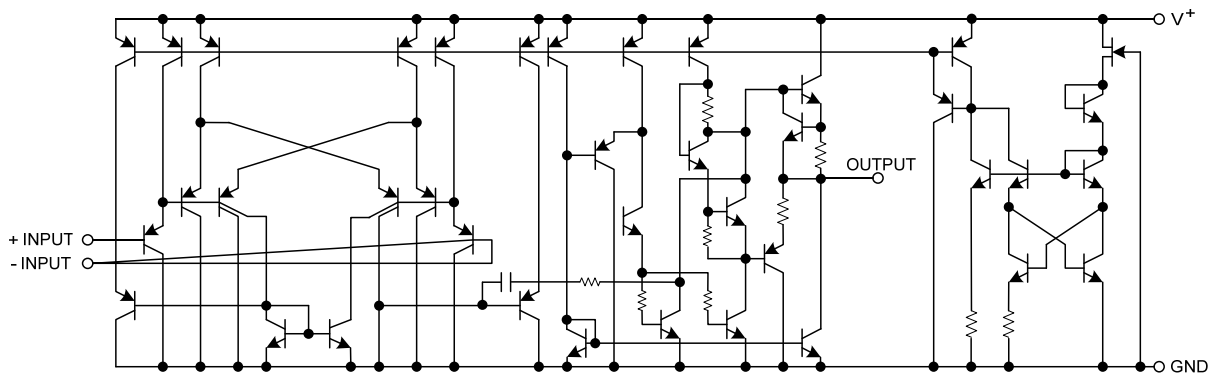 V+
OUTPUT
+ INPUT
- INPUT
GND